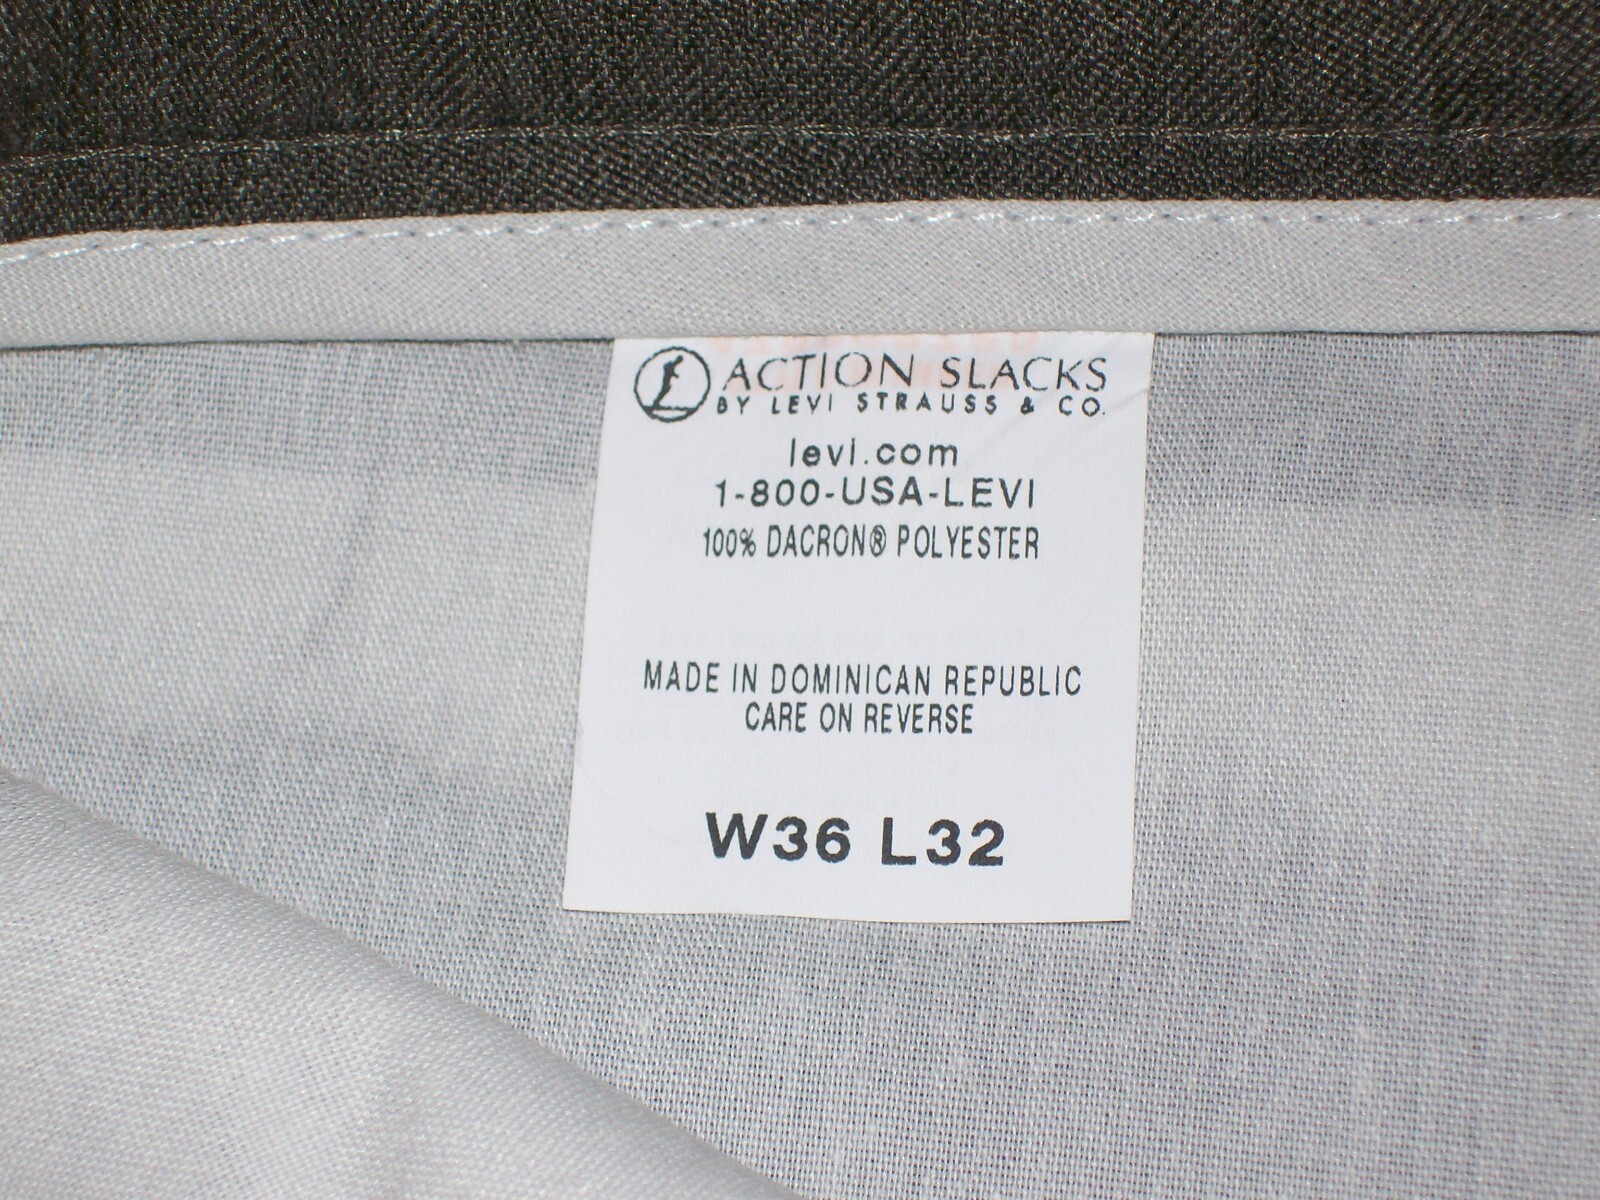 ACTION SLACKS
BY LEVI STRAUSS & CO.
levi.com
1-800-USA-LEVI
100% DACRON® POLYESTER
MADE IN DOMINICAN REPUBLIC
CARE ON REVERSE
W36 L32